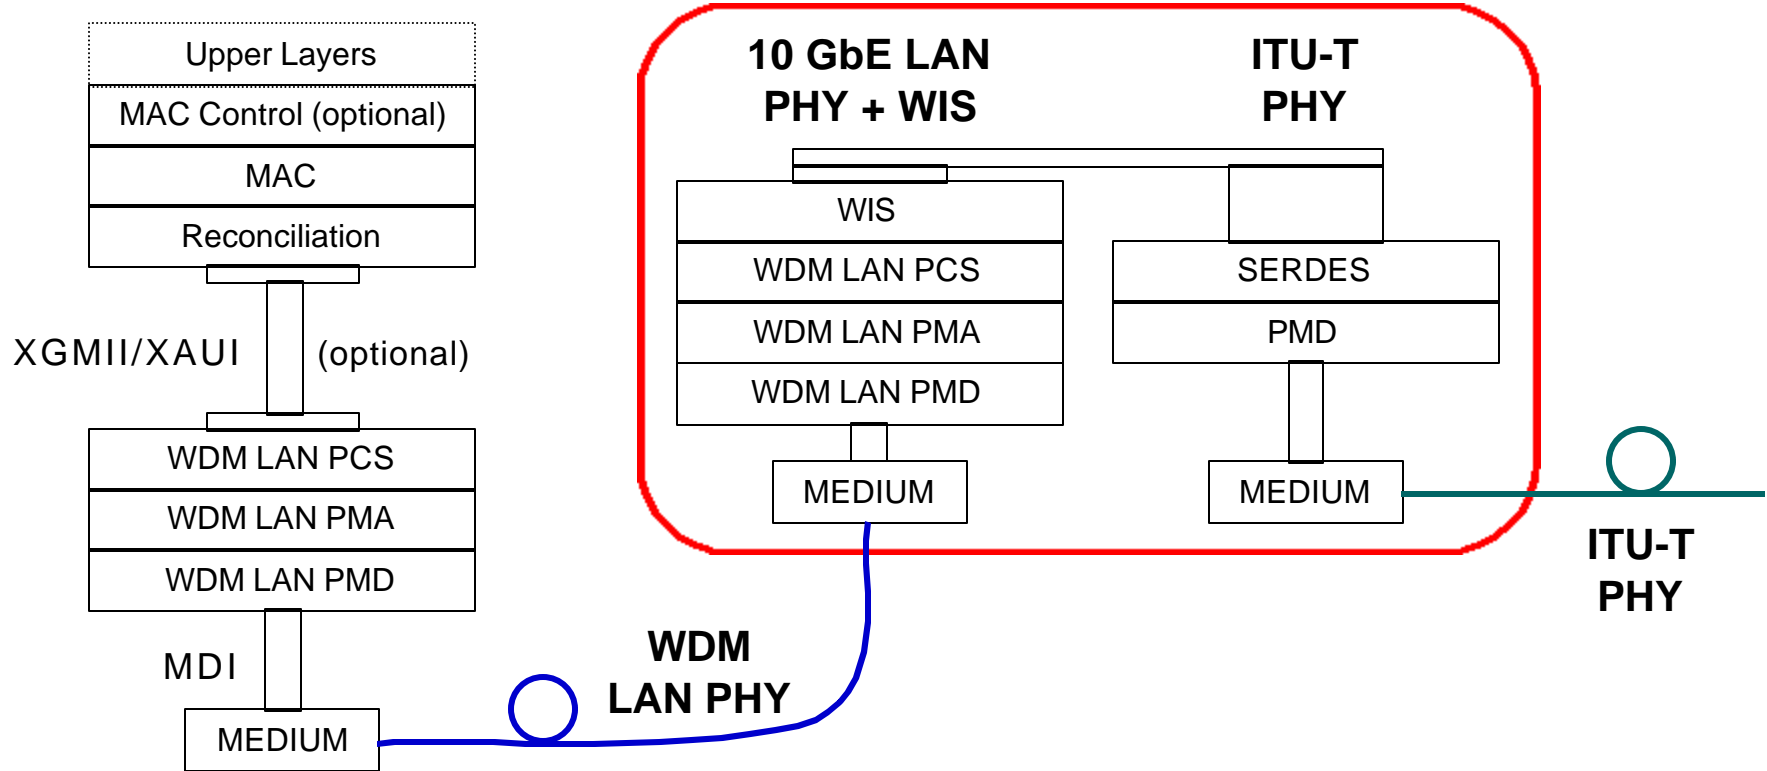 Upper Layers
MAC Control (optional)
MAC
Reconciliation
XGMII/XAUI
(optional)
WDM LAN PCS
WDM LAN PMA
WDM LAN PMD
MDI
MEDIUM
WDM
LAN PHY
10 GbE LAN
PHY + WIS
WIS
WDM LAN PCS
WDM LAN PMA
WDM LAN PMD
MEDIUM
ITU-T
PHY
SERDES
PMD
MEDIUM
ITU-T
PHY